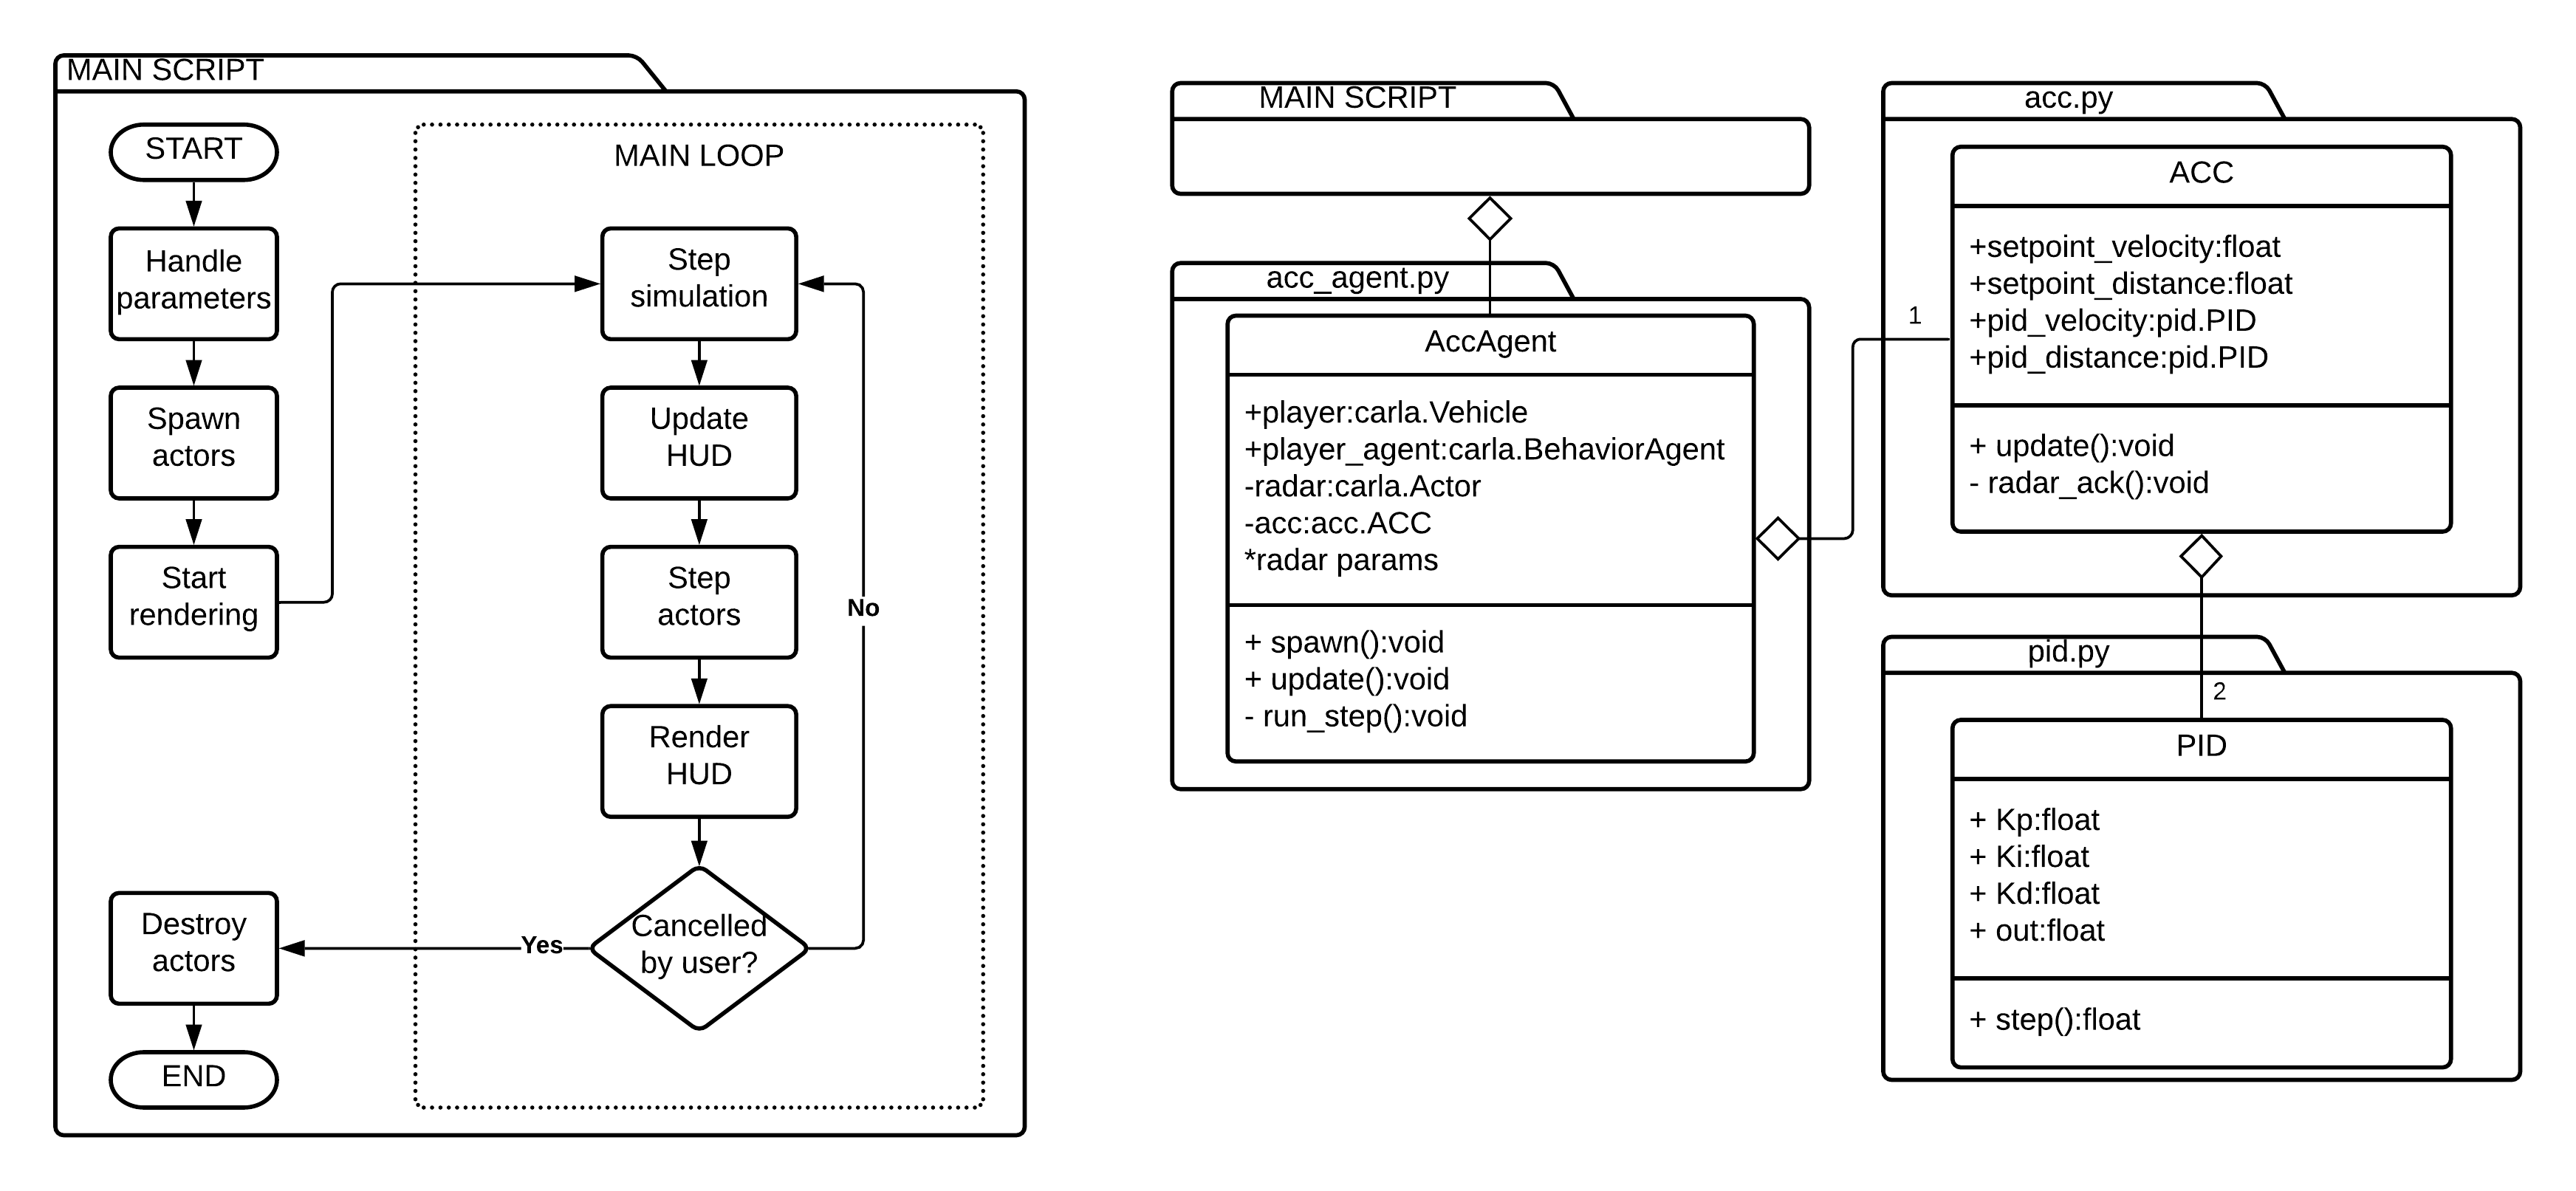 MAIN SCRIPT
START
Handle
parameters
Spawn
actors
Start
rendering
Destroy
actors
END
MAIN LOOP
Step
simulation
Update
HUD
Step
actors
Render
HUD
Cancelled
by user?
Yes
No
MAIN SCRIPT
acc_agent.py
AccAgent
+player:carla.Vehicle
+player_agent:carla.BehaviorAgent
-radar:carla.Actor
-acc:acc.ACC
*radar params
+ spawn():void
+ update():void
- run_step():void
1
acc.py
ACC
+setpoint_velocity:float
+setpoint_distance:float
+pid_velocity:pid.PID
+pid_distance:pid.PID
+ update():void
- radar_ack():void
pid.py
2
PID
+ Kp:float
+ Ki:float
+ Kd:float
+ out:float
+ step():float